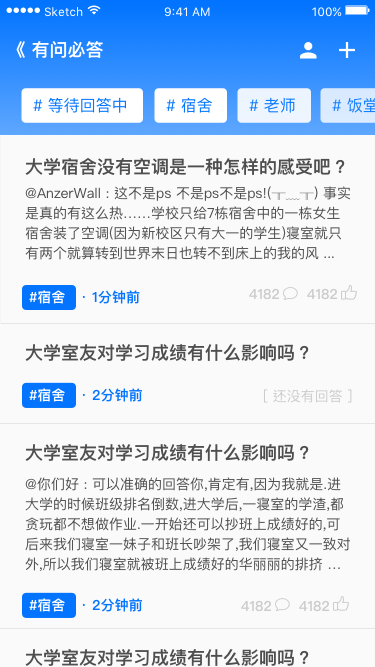 Sketch 9:41 AM 100%
《 有问必答
# 等待回答中 # 宿舍 # 老师 # 饭堂
大学宿舍没有空调是一种怎样的感受吧？
@AnzerWall：这不是ps 不是ps不是ps!(┬﹏┬) 事实
是真的有这么热……学校只给7栋宿舍中的一栋女生
宿舍装了空调(因为新校区只有大一的学生)寝室就只
有两个就算转到世界末日也转不到床上的我的风 ...
#宿舍 · 1分钟前 4182 4182
大学室友对学习成绩有什么影响吗？
#宿舍 · 2分钟前 [ 还没有回答 ]
大学室友对学习成绩有什么影响吗？
@你们好：可以准确的回答你,肯定有,因为我就是.进
大学的时候班级排名倒数,进大学后,一寝室的学渣,都
贪玩都不想做作业.一开始还可以抄班上成绩好的,可
后来我们寝室一妹子和班长吵架了,我们寝室又一致对
外,所以我们寝室就被班上成绩好的华丽丽的排挤 ...
#宿舍 · 2分钟前 4182 4182
大学室友对学习成绩有什么影响吗？